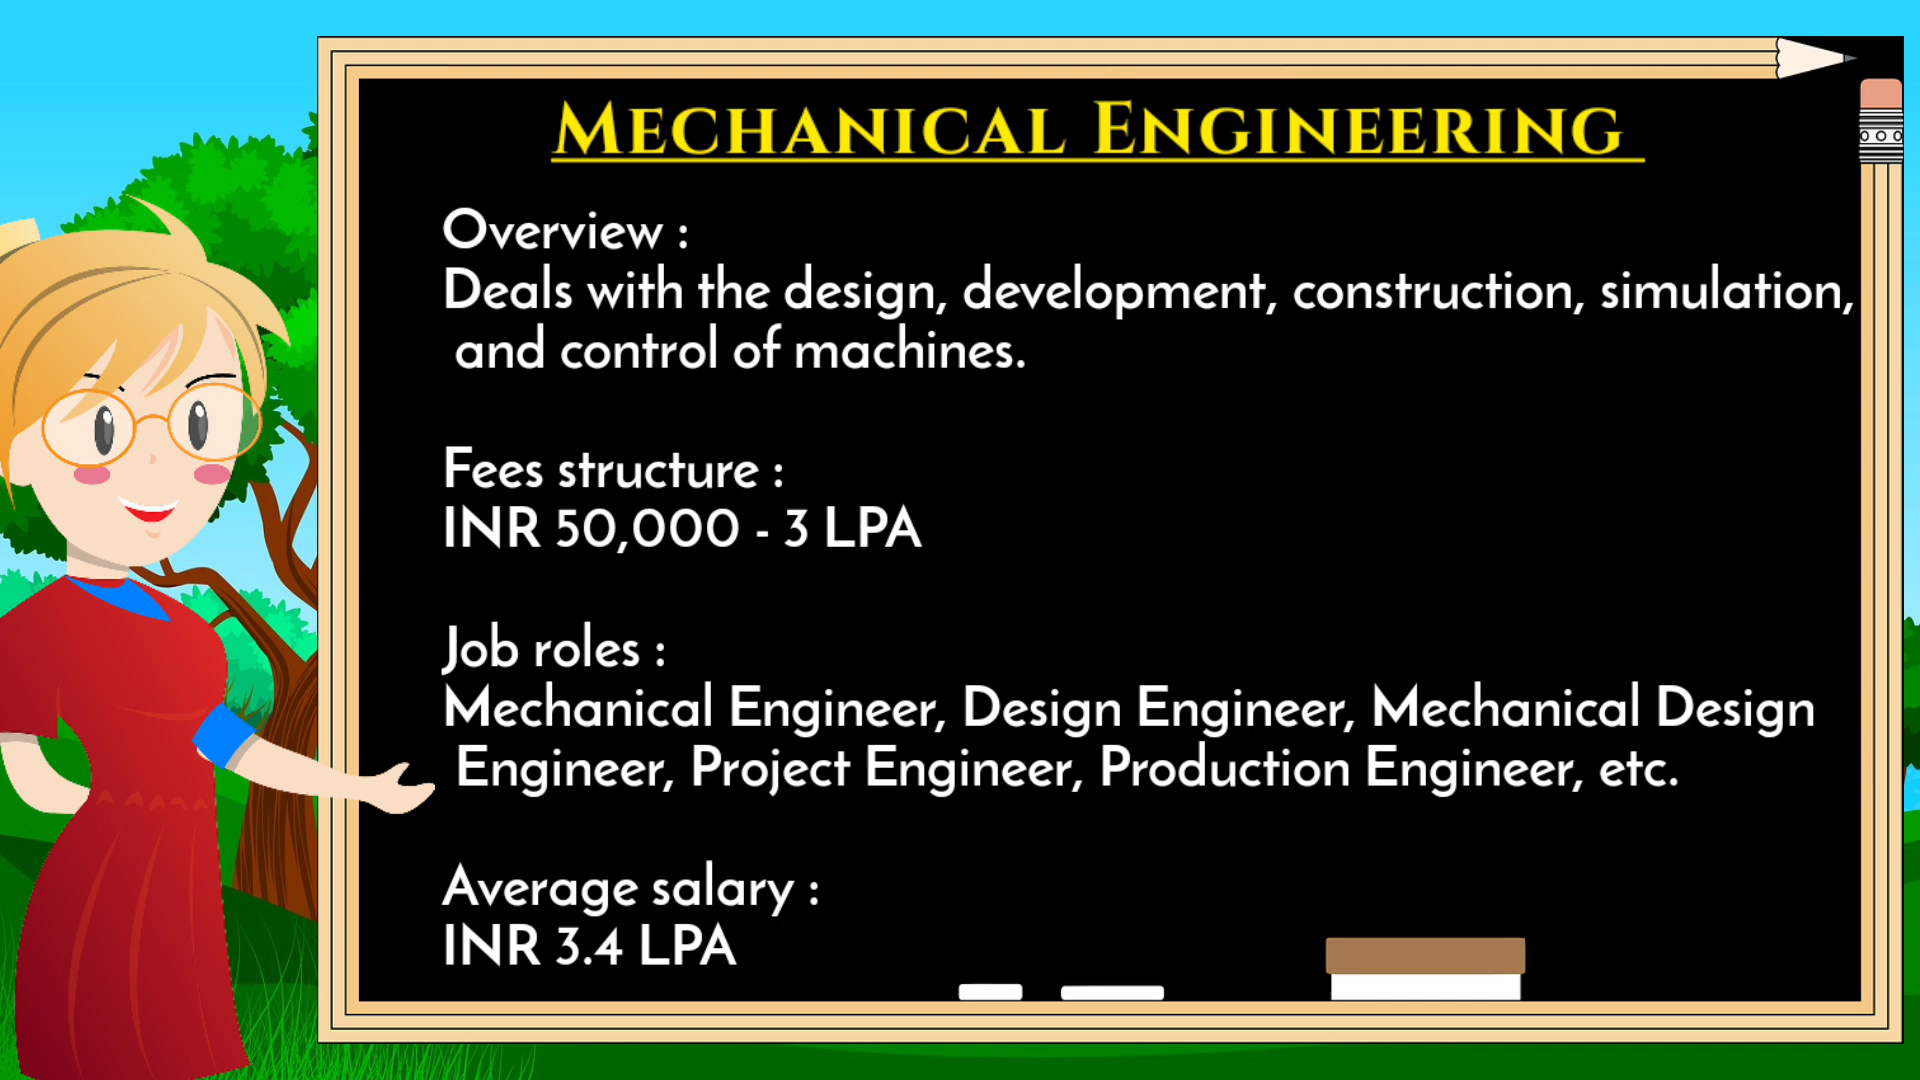 Mechanical Engineering
Overview :
Deals with the design, development, construction, simulation,
and control of machines.
Fees structure :
INR 50,000 - 3 LPA
Job roles :
Mechanical Engineer, Design Engineer, Mechanical Design
Engineer, Project Engineer, Production Engineer, etc.
Average salary :
INR 3.4 LPA